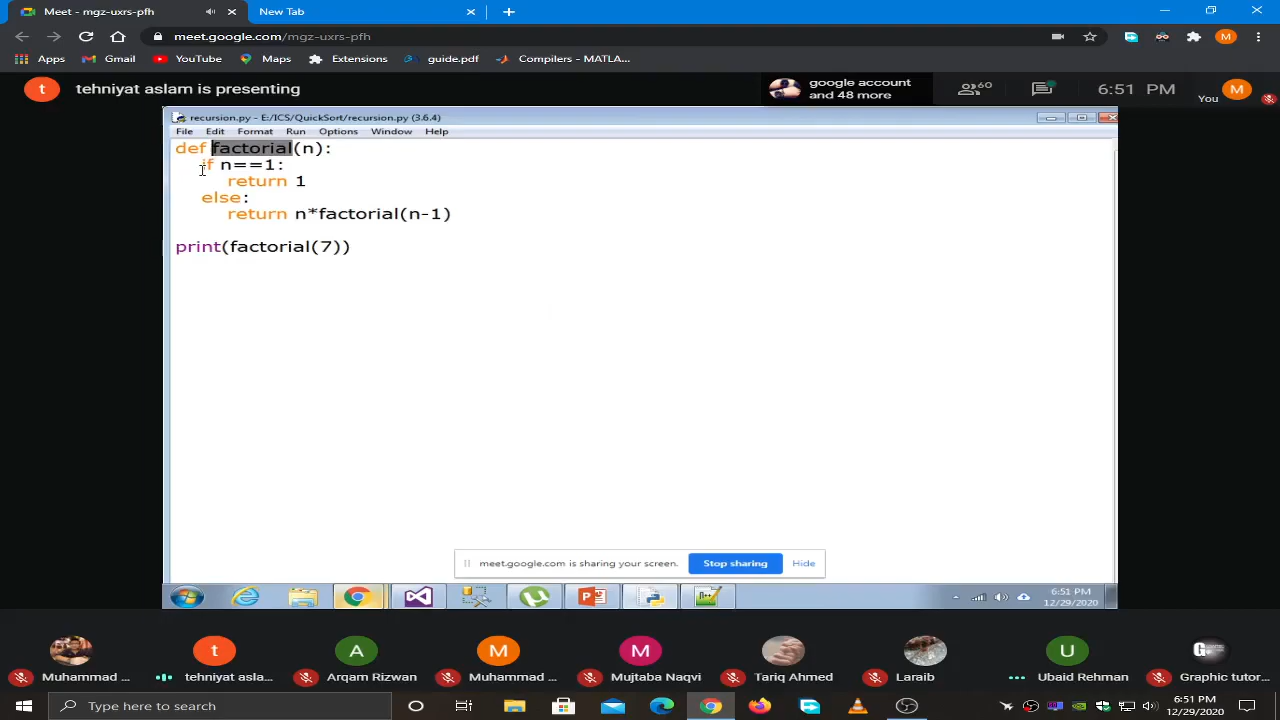 Meet - mgz-uxrs-pfh
New Tab
meet.google.com/mgz-uxrs-pfh
Apps
Gmail
YouTube
Maps
Extensions
guide.pdf
Compilers - MATLA...
t
tehniyat aslam is presenting
google account
and 48 more
60
6:51 PM
You
M
recursion.py - E:/ICS/QuickSort/recursion.py (3.6.4)
File Edit Format Run Options Window Help
def factorial(n):
if n==1:
return 1
else:
return n*factorial(n-1)
print(factorial(7))
meet.google.com is sharing your screen.
Stop sharing
Hide
6:51 PM
12/29/2020
t
A
M
M
U
G
Muhammad ...
tehniyat asla...
Arqam Rizwan
Muhammad ...
Mujtaba Naqvi
Tariq Ahmed
Laraib
Ubaid Rehman
Graphic tutor...
Type here to search
6:51 PM
12/29/2020